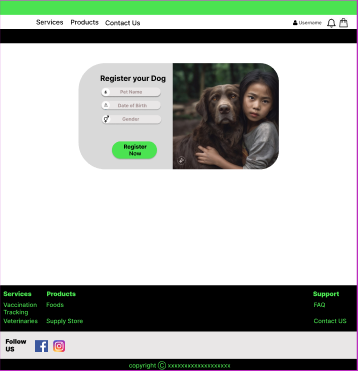 Services Products Contact Us Username
Register your Dog
Pet Name
Date of Birth
Gender
Register
Now
Services Products Support
Vaccination Foods FAQ
Tracking
Veterinaries Supply Store Contact US
Follow
US
copyright © xxxxxxxxxxxxxxxxxxx